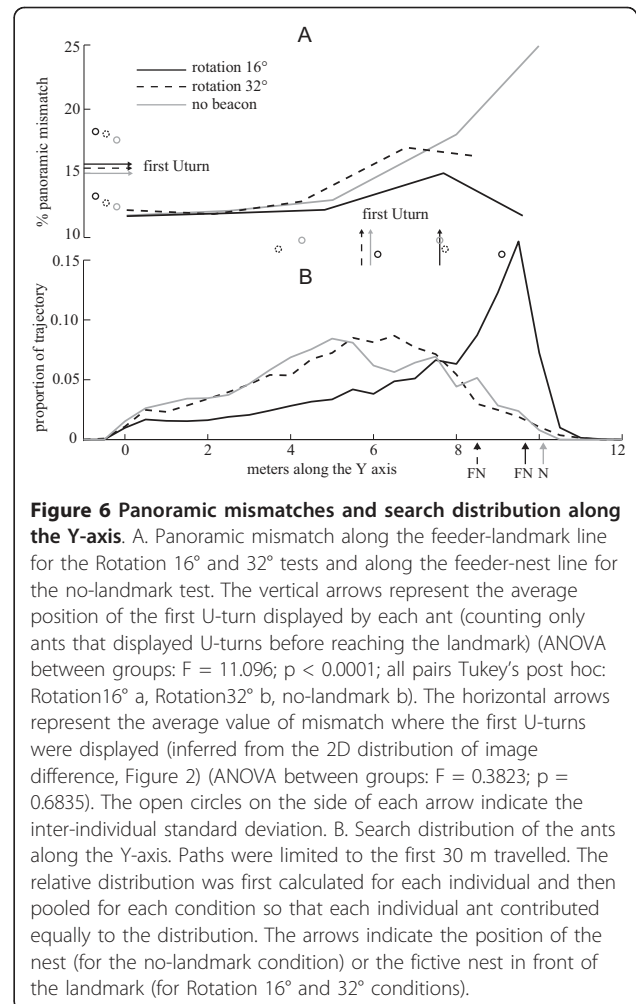 A
25
20
15
10
% panoramic mismatch
rotation 16°
rotation 32°
no beacon
first Uturn
first Uturn
B
0.15
0.10
0.05
0
proportion of trajectory
0 2 4 6 8 10 12
meters along the Y axis
FN FN N
Figure 6 Panoramic mismatches and search distribution along
the Y-axis. A. Panoramic mismatch along the feeder-landmark line
for the Rotation 16° and 32° tests and along the feeder-nest line for
the no-landmark test. The vertical arrows represent the average
position of the first U-turn displayed by each ant (counting only
ants that displayed U-turns before reaching the landmark) (ANOVA
between groups: F = 11.096; p < 0.0001; all pairs Tukey's post hoc:
Rotation16° a, Rotation32° b, no-landmark b). The horizontal arrows
represent the average value of mismatch where the first U-turns
were displayed (inferred from the 2D distribution of image
difference, Figure 2) (ANOVA between groups: F = 0.3823; p =
0.6835). The open circles on the side of each arrow indicate the
inter-individual standard deviation. B. Search distribution of the ants
along the Y-axis. Paths were limited to the first 30 m travelled. The
relative distribution was first calculated for each individual and then
pooled for each condition so that each individual ant contributed
equally to the distribution. The arrows indicate the position of the
nest (for the no-landmark condition) or the fictive nest in front of
the landmark (for Rotation 16° and 32° conditions).